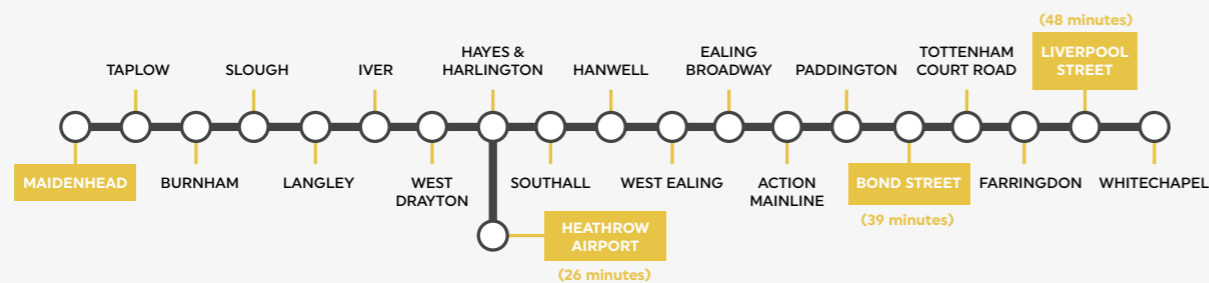 (48 minutes)
TAPLOW
SLOUGH
IVER
HAYES &
HARLINGTON
HANWELL
EALING
BROADWAY
PADDINGTON
TOTTENHAM
COURT ROAD
LIVERPOOL
STREET
MAIDENHEAD
BURNHAM
LANGLEY
WEST
DRAYTON
SOUTHALL
WEST EALING
ACTION
MAINLINE
BOND STREET
(39 minutes)
FARRINGDON
WHITECHAPEL
HEATHROW
AIRPORT
(26 minutes)